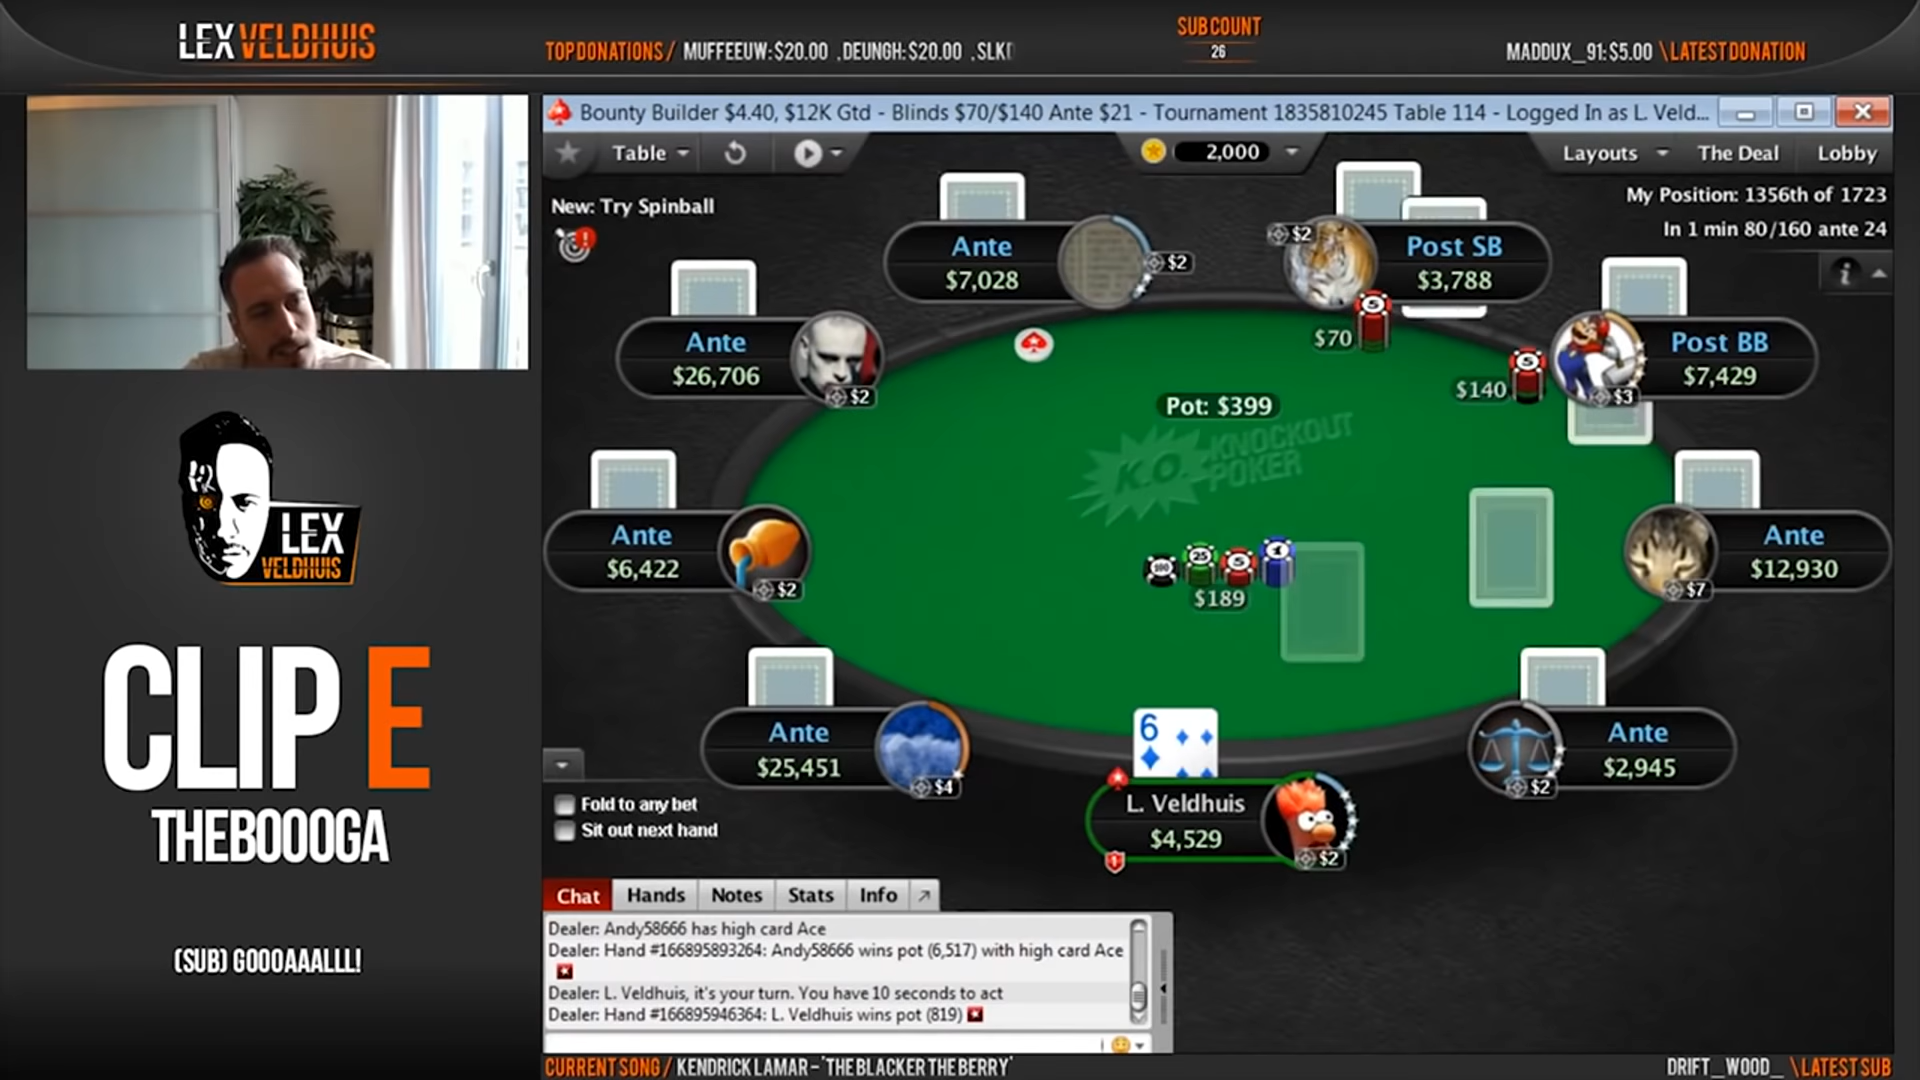 LEX VELDHUIS
TOP DONATIONS / MUFFEEUW: $20.00 , DEUNGH: $20.00 , SLK
SUB COUNT
26
MADDUX_91: $5.00 \ LATEST DONATION
Bounty Builder $4.40, $12K Gtd - Blinds $70/$140 Ante $21 - Tournament 1835810245 Table 114 - Logged In as L. Veld...
Table
2,000
Layouts The Deal Lobby
New: Try Spinball
My Position: 1356th of 1723
In 1 min 80/160 ante 24
Ante
$7,028
$2
$2
Post SB
$3,788
Ante
$26,706
$2
$70
5
Post BB
$7,429
$3
$140
5
Pot: $399
K.O. KNOCKOUT
POKER
Ante
$6,422
$2
100 25 5 1
$189
Ante
$12,930
$7
Ante
$25,451
$4
6
L. Veldhuis
$4,529
$2
1
Ante
$2,945
$2
LEX
VELDHUIS
CLIP E
THEBOOOGA
(SUB) GOOOAAALLL!
Fold to any bet
Sit out next hand
Chat Hands Notes Stats Info
Dealer: Andy58666 has high card Ace
Dealer: Hand #166895893264: Andy58666 wins pot (6,517) with high card Ace
Dealer: L. Veldhuis, it's your turn. You have 10 seconds to act
Dealer: Hand #166895946364: L. Veldhuis wins pot (819)
CURRENT SONG / KENDRICK LAMAR - 'THE BLACKER THE BERRY'
DRIFT_WOOD_ \ LATEST SUB